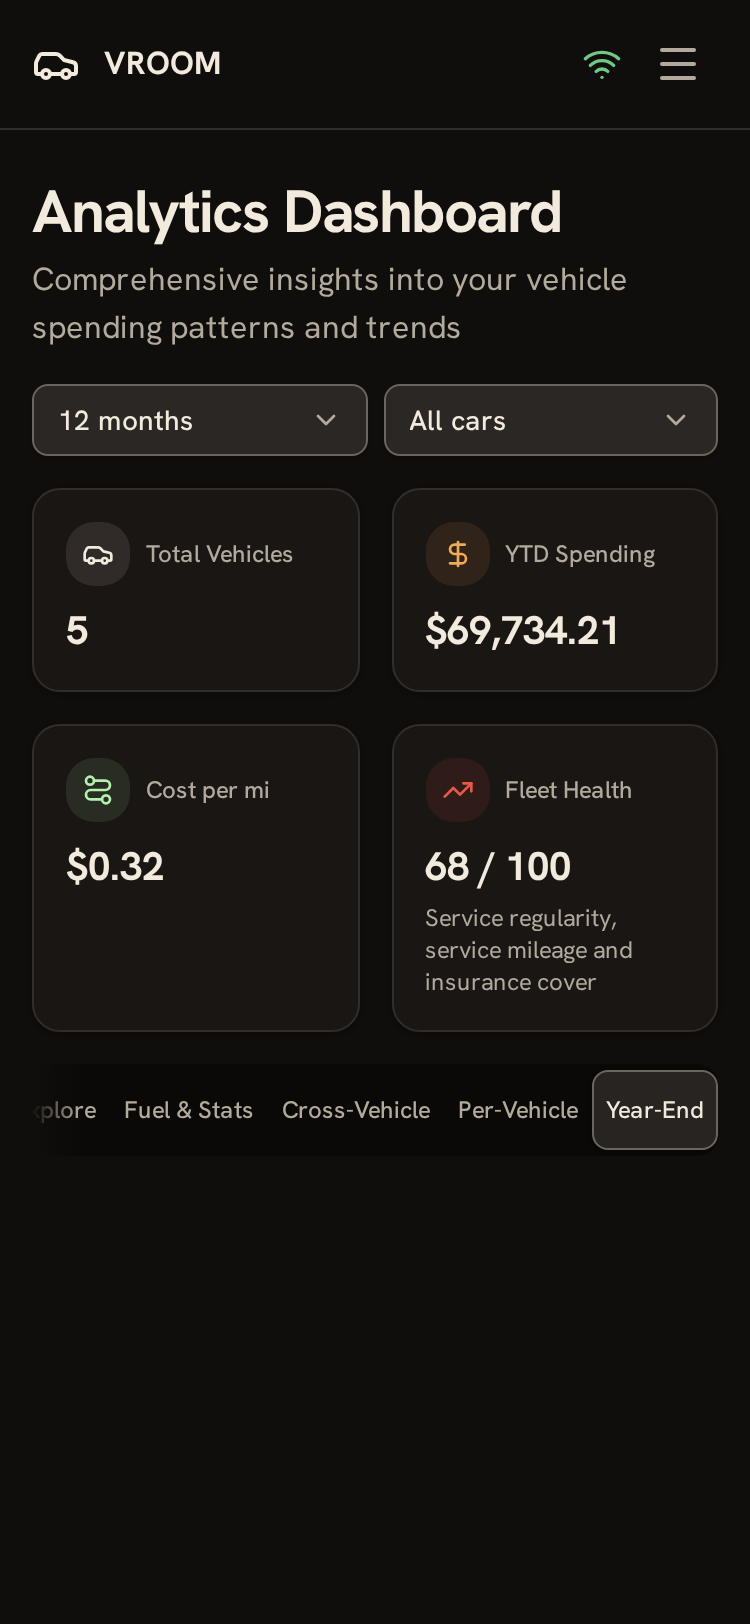 VROOM
Analytics Dashboard
Comprehensive insights into your vehicle
spending patterns and trends
12 months
All cars
Total Vehicles
5
YTD Spending
$69,734.21
Cost per mi
$0.32
Fleet Health
68 / 100
Service regularity,
service mileage and
insurance cover
plore Fuel & Stats Cross-Vehicle Per-Vehicle Year-End